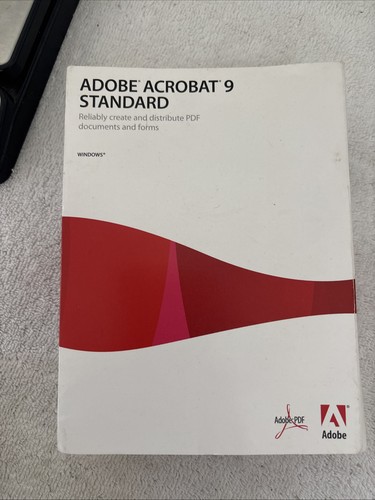 ADOBE® ACROBAT® 9
STANDARD
Reliably create and distribute PDF
documents and forms
WINDOWS®
Adobe PDF
Adobe